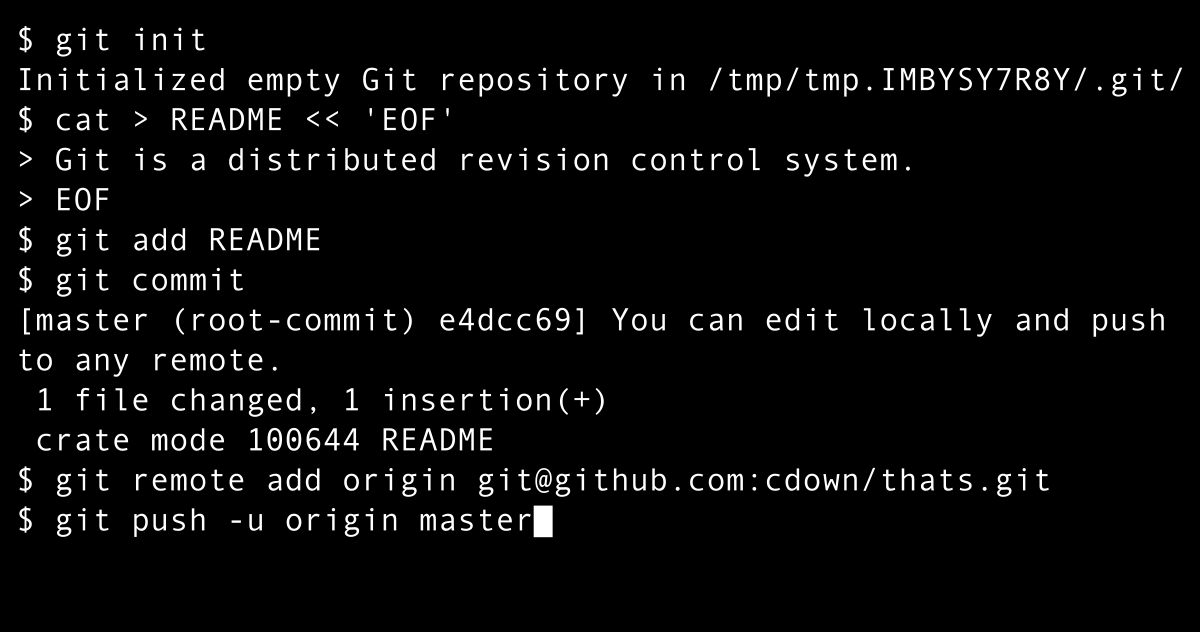 $ git init
Initialized empty Git repository in /tmp/tmp.IMBYSY7R8Y/.git/
$ cat > README << 'EOF'
> Git is a distributed revision control system.
> EOF
$ git add README
$ git commit
[master (root-commit) e4dcc69] You can edit locally and push
to any remote.
 1 file changed, 1 insertion(+)
 crate mode 100644 README
$ git remote add origin git@github.com:cdown/thats.git
$ git push -u origin master